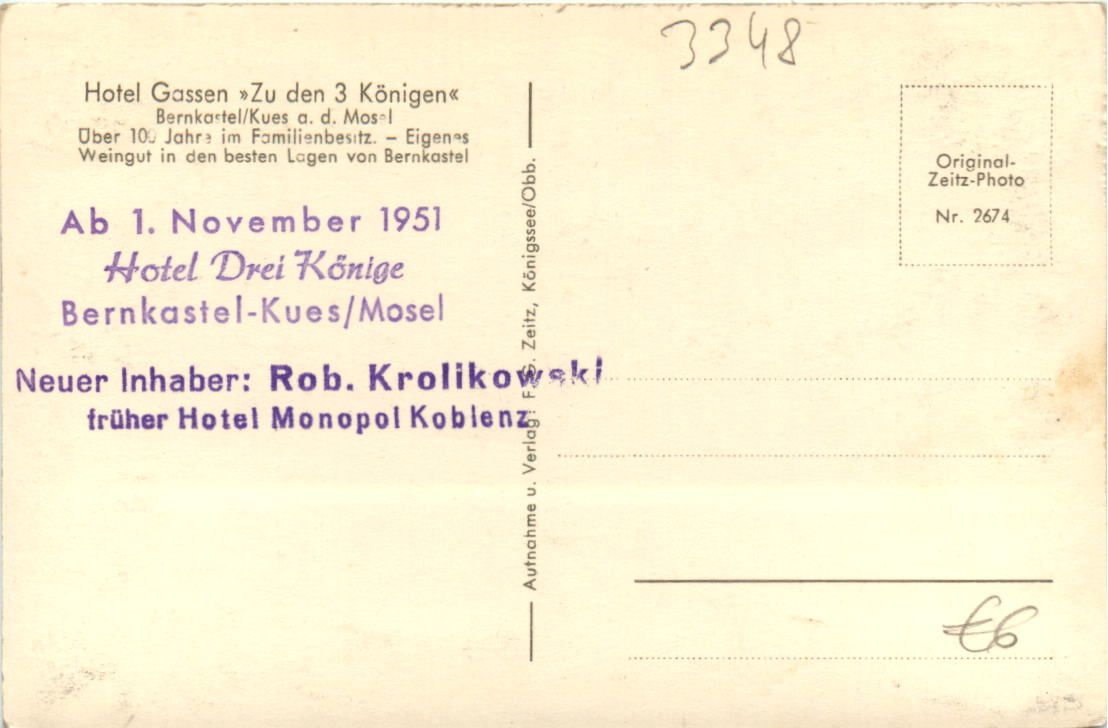 3348
Hotel Gassen »Zu den 3 Königen«
Bernkastel/Kues a. d. Mosel
Über 100 Jahre im Familienbesitz. – Eigenes
Weingut in den besten Lagen von Bernkastel
Ab 1. November 1951
Hotel Drei Könige
Bernkastel-Kues/Mosel
Neuer Inhaber: Rob. Krolikowski
früher Hotel Monopol Koblenz
Aufnahme u. Verlag: F. G. Zeitz, Königssee/Obb.
Original-
Zeitz-Photo
Nr. 2674
€6